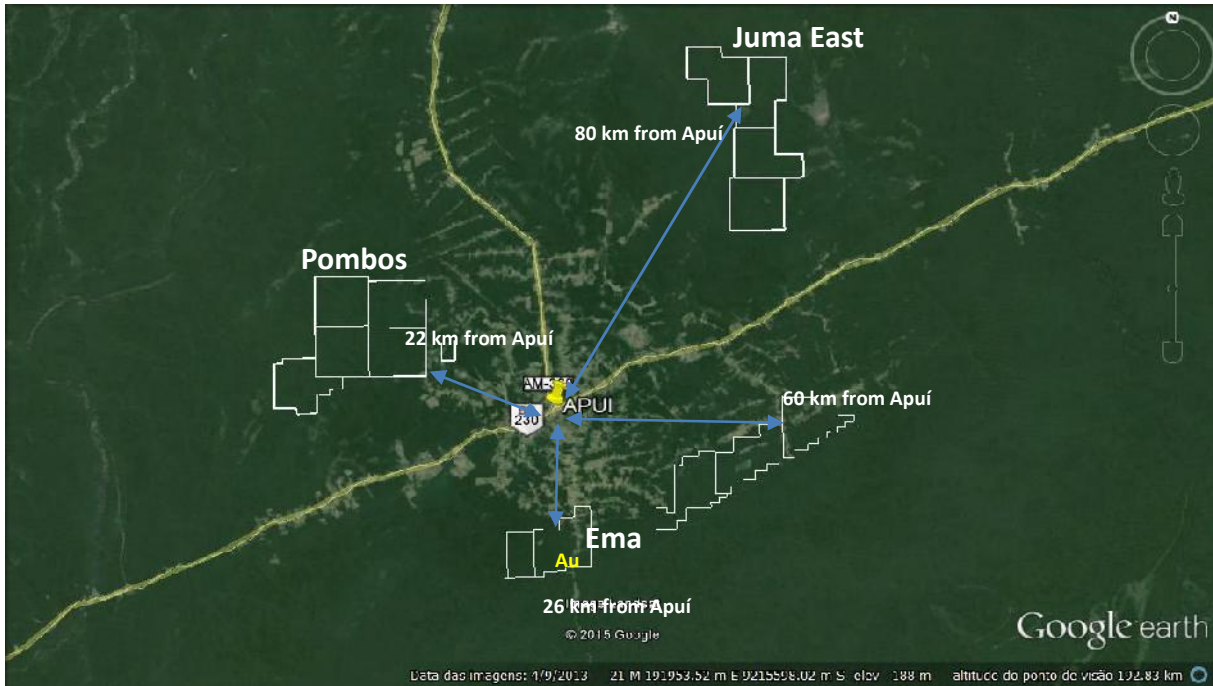 N
Juma East
80 km from Apuí
Pombos
22 km from Apuí
APUI
230
60 km from Apuí
Ema
Au
26 km from Apuí
© 2015 Google
Google earth
Data das imagens: 4/9/2013 21 M 191953.52 m E 9215598.02 m S elev 188 m altitude do ponto de visão 192.83 km